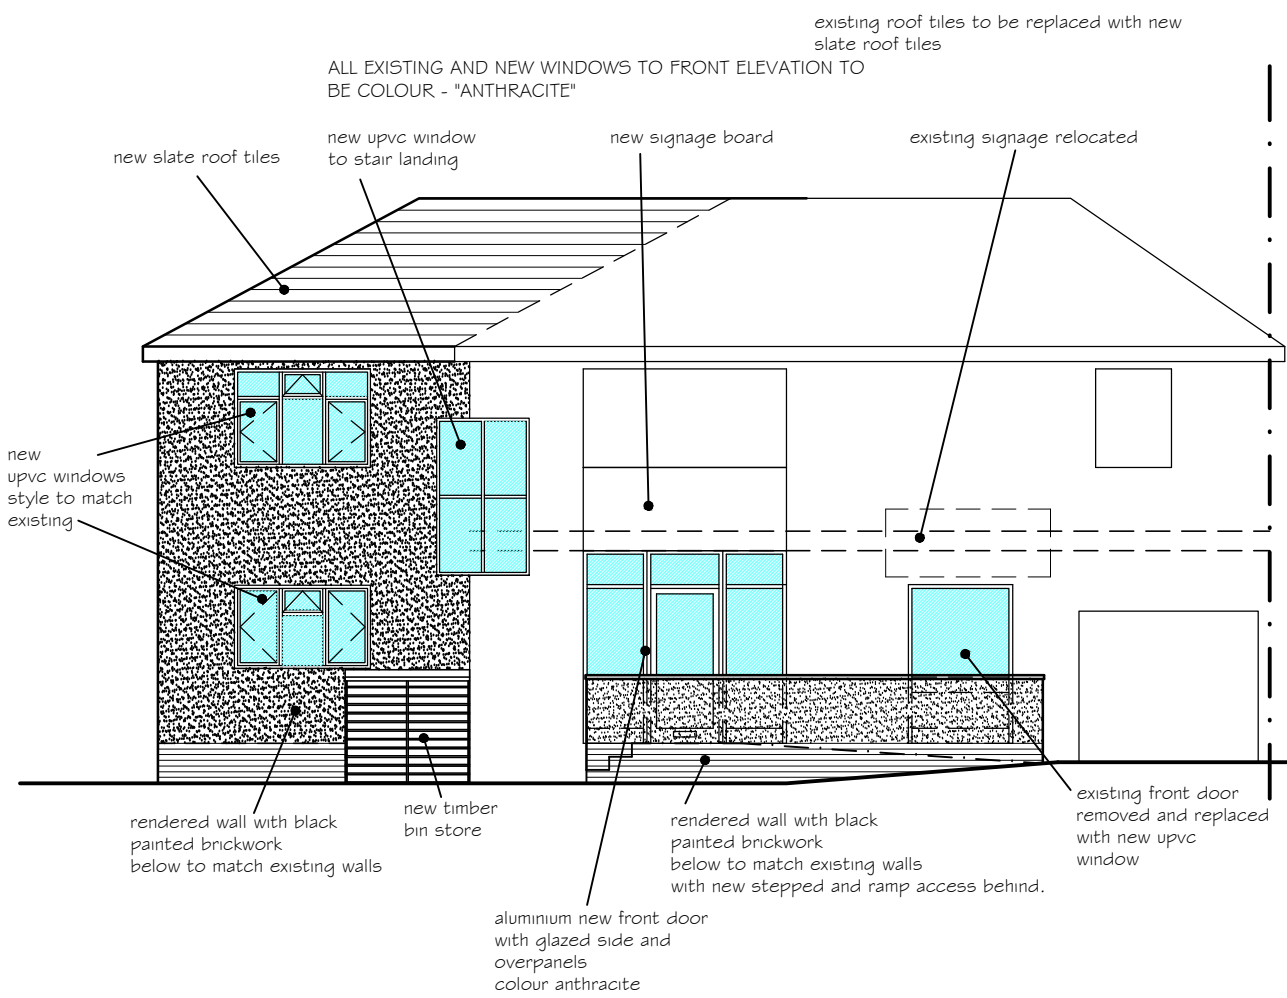 existing roof tiles to be replaced with new
slate roof tiles
ALL EXISTING AND NEW WINDOWS TO FRONT ELEVATION TO
BE COLOUR - "ANTHRACITE"
new upvc window
to stair landing
new signage board
existing signage relocated
new slate roof tiles
new
upvc windows
style to match
existing
new timber
bin store
existing front door
removed and replaced
with new upvc
window
rendered wall with black
painted brickwork
below to match existing walls
rendered wall with black
painted brickwork
below to match existing walls
with new stepped and ramp access behind.
aluminium new front door
with glazed side and
overpanels
colour anthracite